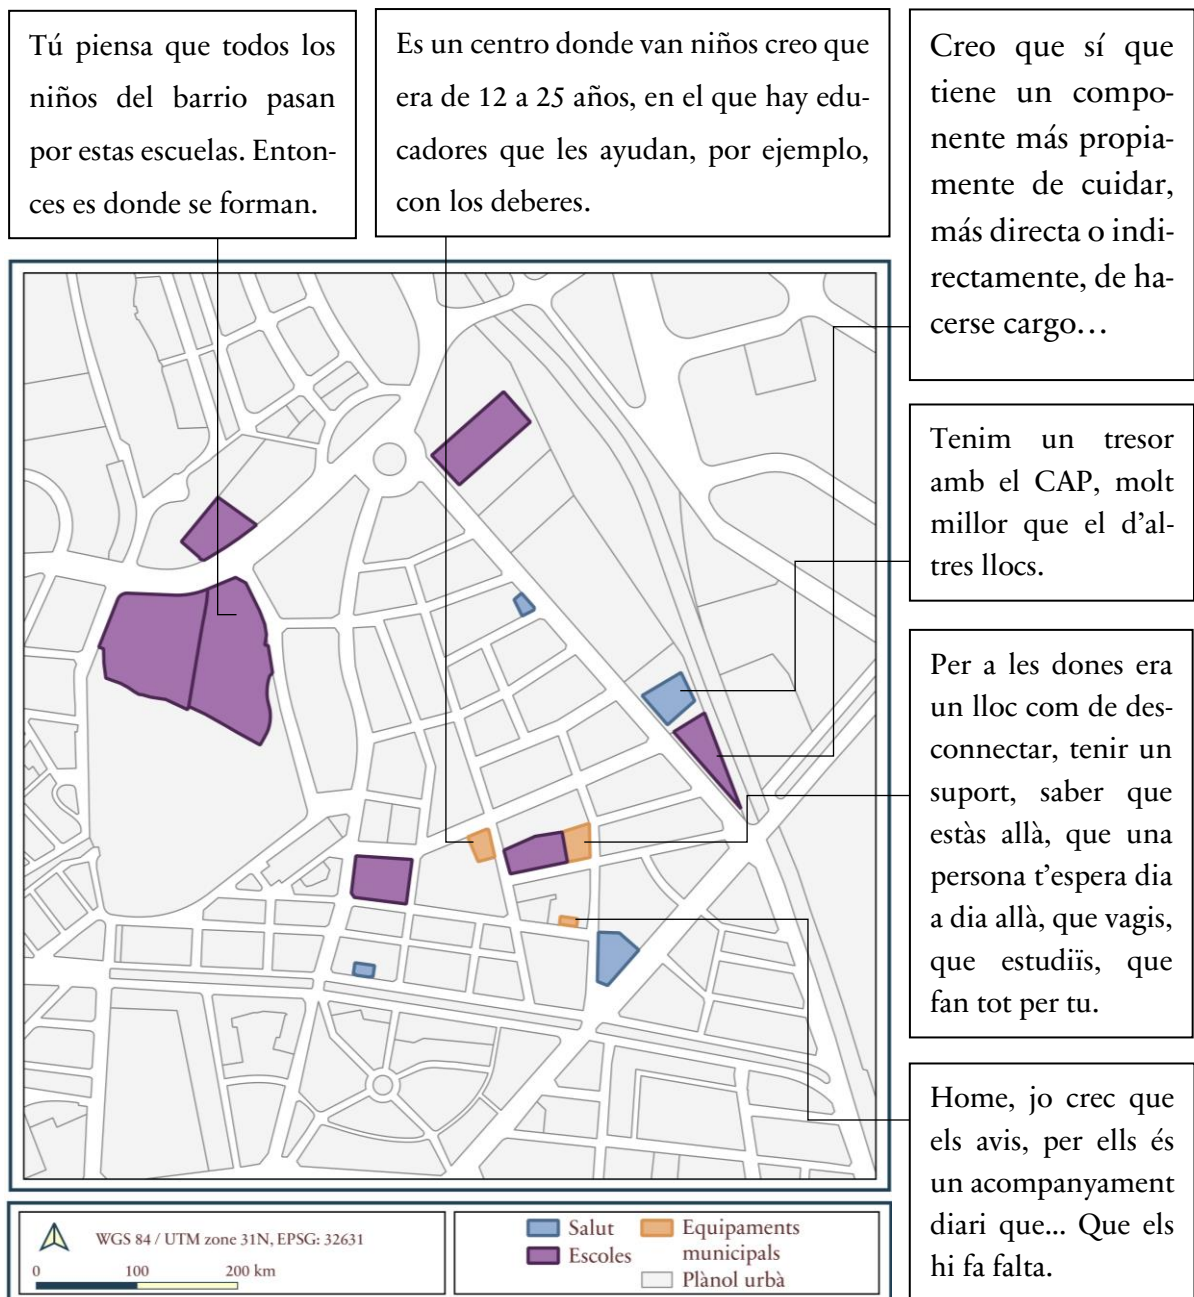 Tú piensa que todos los
niños del barrio pasan
por estas escuelas. Enton-
ces es donde se forman.
Es un centro donde van niños creo que
era de 12 a 25 años, en el que hay edu-
cadores que les ayudan, por ejemplo,
con los deberes.
Creo que sí que
tiene un compo-
nente más propia-
mente de cuidar,
más directa o indi-
rectamente, de ha-
cerse cargo…
Tenim un tresor
amb el CAP, molt
millor que el d'al-
tres llocs.
Per a les dones era
un lloc com de des-
connectar, tenir un
suport, saber que
estàs allà, que una
persona t'espera dia
a dia allà, que vagis,
que estudiïs, que
fan tot per tu.
Home, jo crec que
els avis, per ells és
un acompanyament
diari que... Que els
hi fa falta.
WGS 84 / UTM zone 31N, EPSG: 32631
0 100 200 km
Salut
Escoles
Equipaments
municipals
Plànol urbà